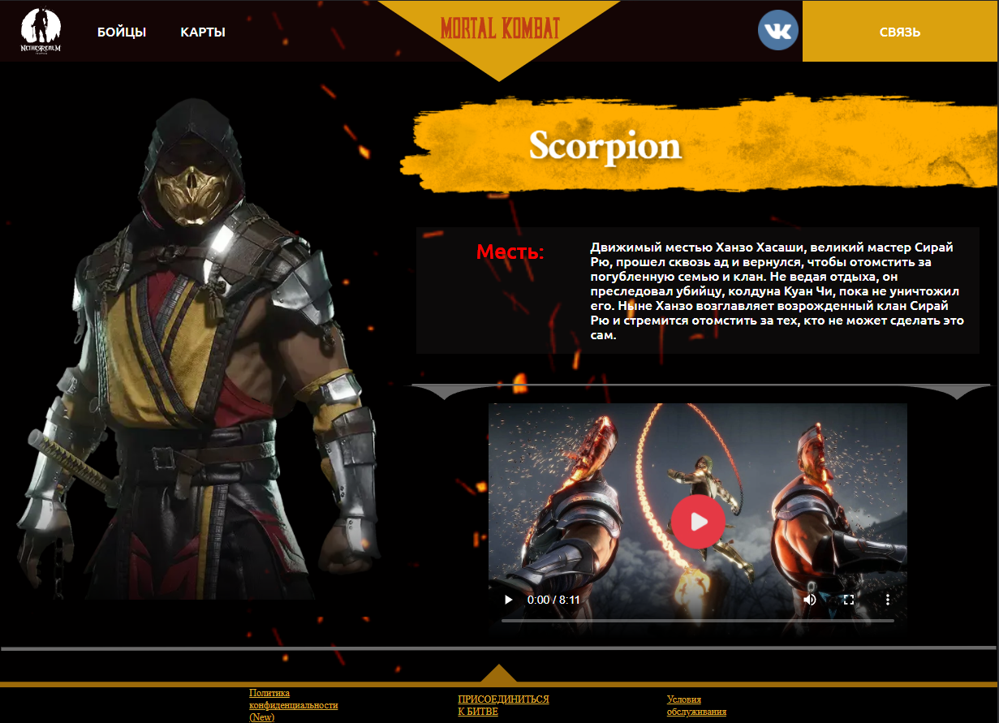 NETHERREALM
БОЙЦЫ
КАРТЫ
MORTAL KOMBAT
СВЯЗЬ
Scorpion
Месть:
Движимый местью Ханзо Хасаши, великий мастер Сирай
Рю, прошел сквозь ад и вернулся, чтобы отомстить за
погубленную семью и клан. Не ведая отдыха, он
преследовал убийцу, колдуна Куан Чи, пока не уничтожил
его. Ныне Ханзо возглавляет возрожденный клан Сирай
Рю и стремится отомстить за тех, кто не может сделать это
сам.
0:00 / 8:11
Политика
конфиденциальности
(New)
ПРИСОЕДИНИТЬСЯ
К БИТВЕ
Условия
обслуживания